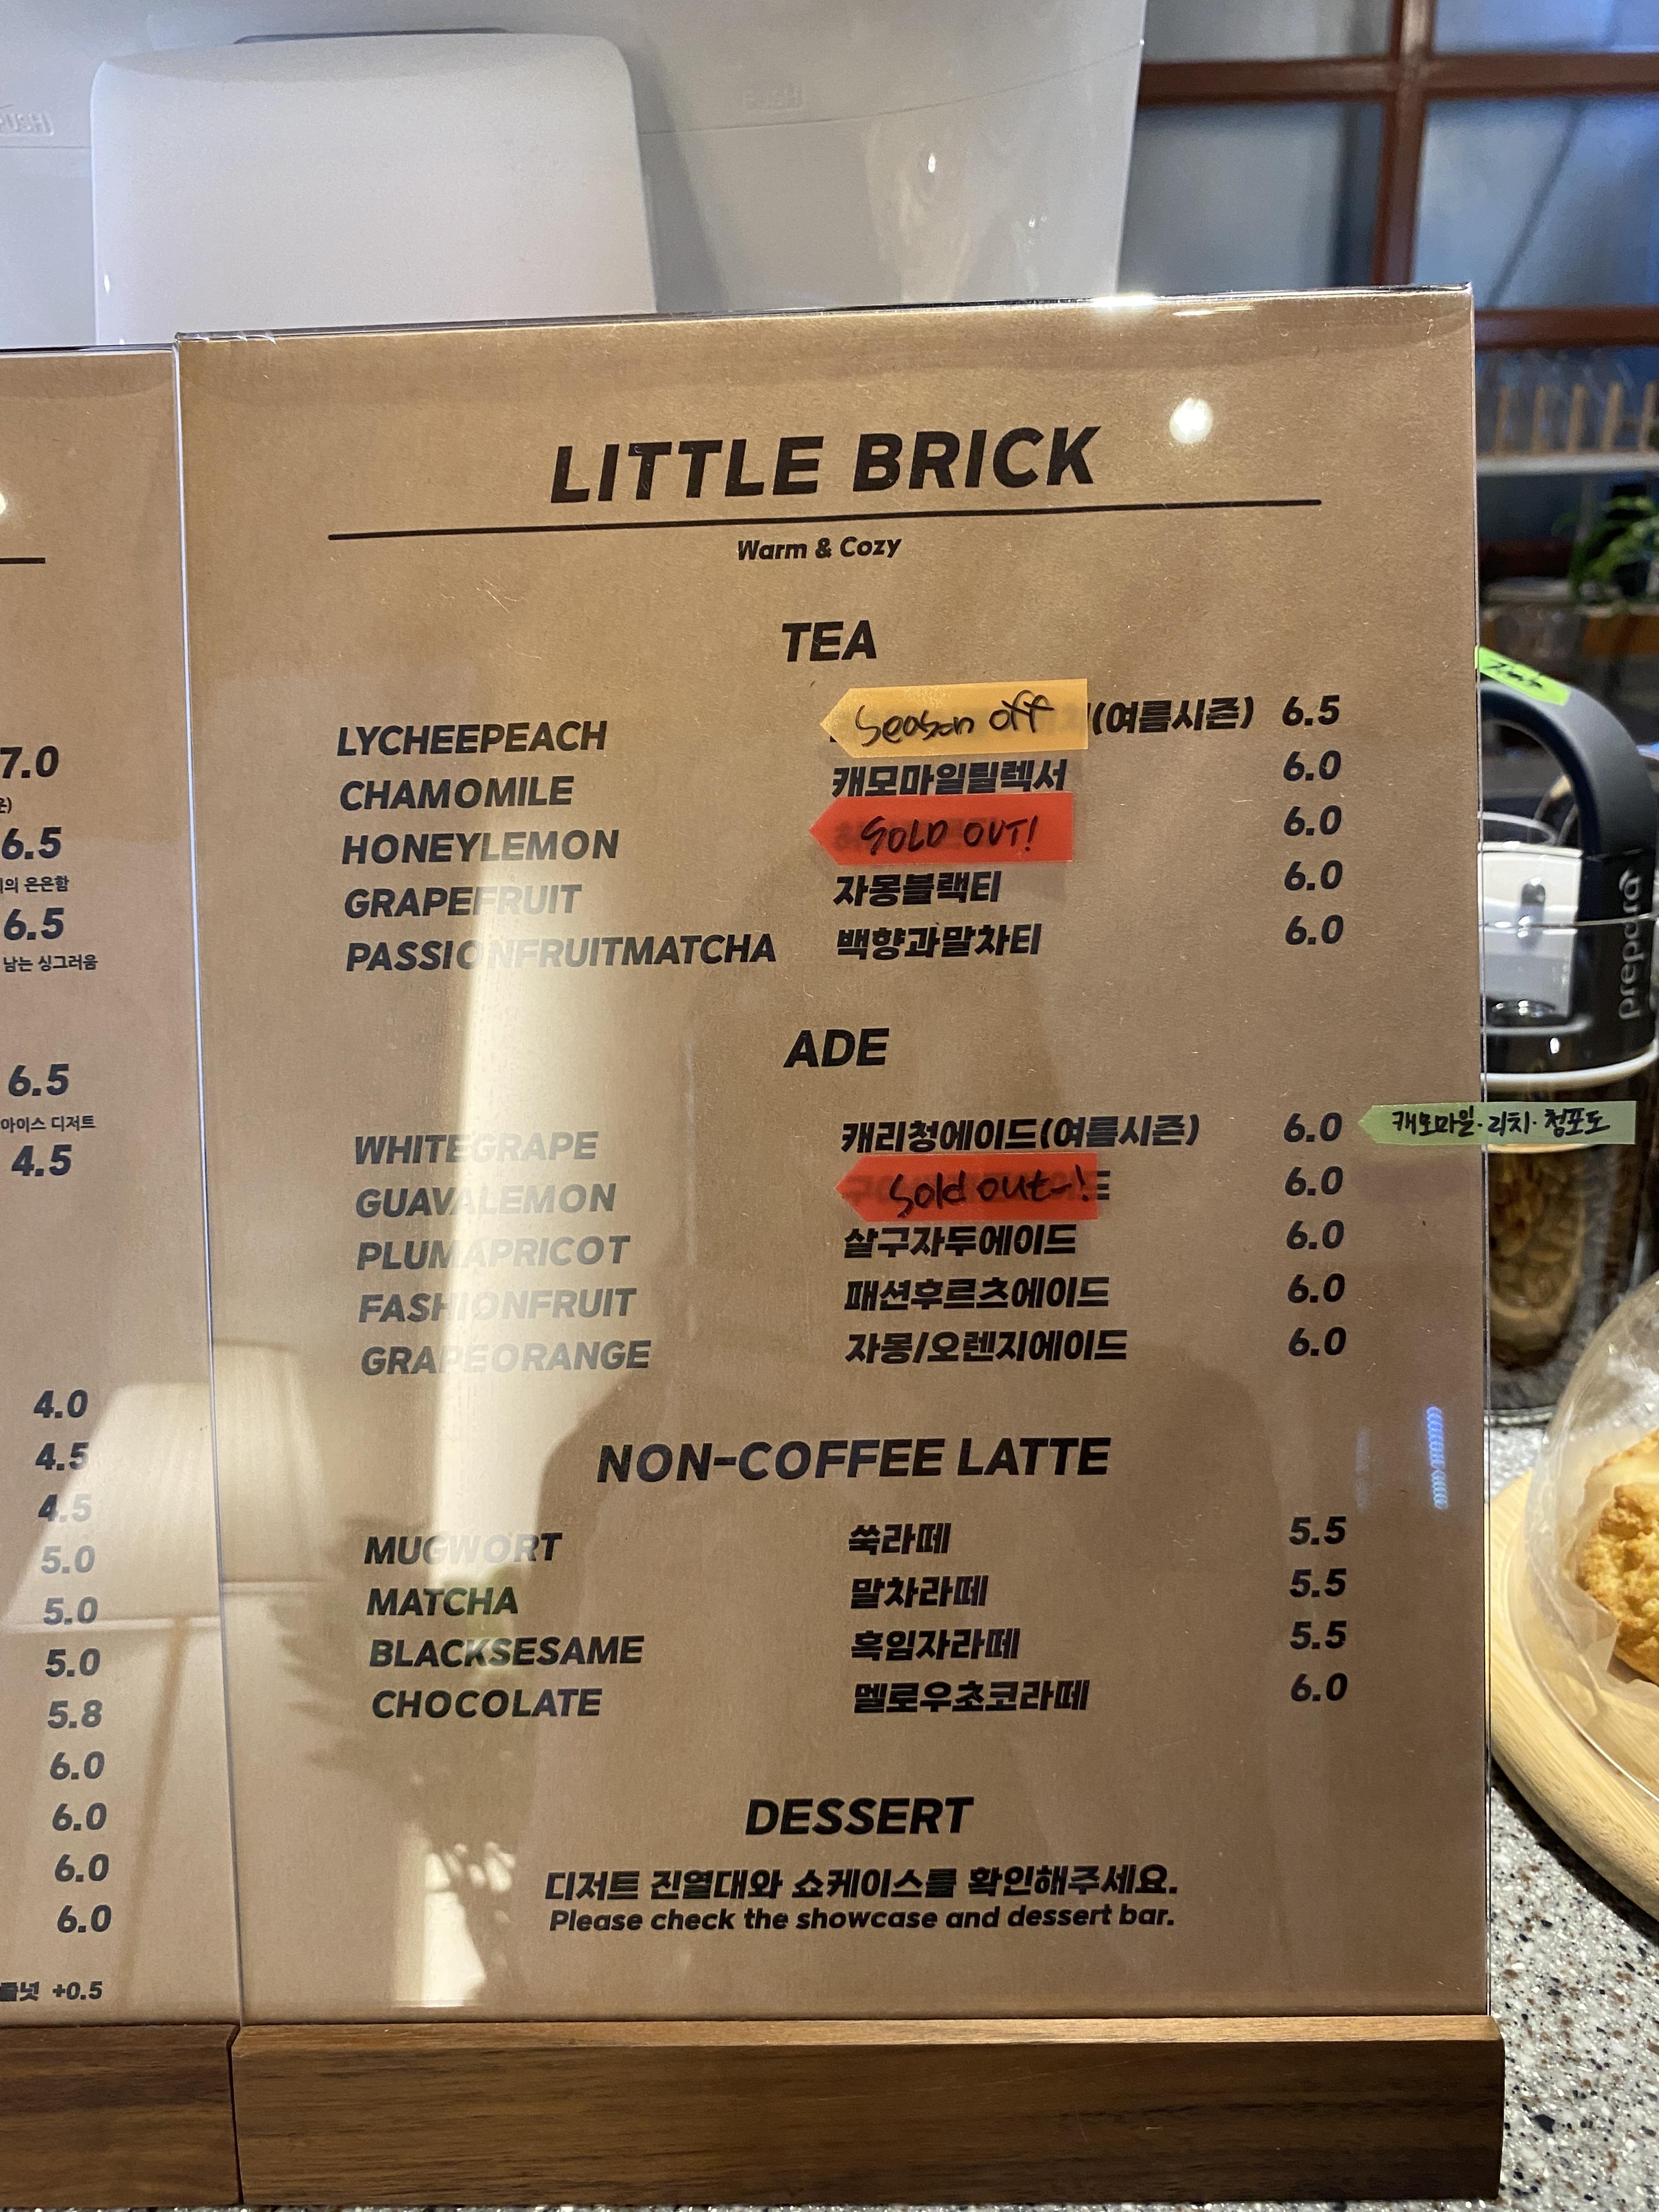 LITTLE BRICK
Warm & Cozy
TEA
LYCHEEPEACH Season off (여름시즌) 6.5
CHAMOMILE 캐모마일릴렉서 6.0
HONEYLEMON SOLD OUT! 6.0
GRAPEFRUIT 자몽블랙티 6.0
PASSIONFRUITMATCHA 백향과말차티 6.0
ADE
WHITEGRAPE 캐리청에이드(여름시즌) 6.0 캐모마일·리치·청포도
GUAVALEMON Sold out~! 6.0
PLUMAPRICOT 살구자두에이드 6.0
FASHIONFRUIT 패션후르츠에이드 6.0
GRAPEORANGE 자몽/오렌지에이드 6.0
NON-COFFEE LATTE
MUGWORT 쑥라떼 5.5
MATCHA 말차라떼 5.5
BLACKSESAME 흑임자라떼 5.5
CHOCOLATE 멜로우초코라떼 6.0
DESSERT
디저트 진열대와 쇼케이스를 확인해주세요.
Please check the showcase and dessert bar.
7.0
6.5
은은함
6.5
남는 싱그러움
6.5
아이스 디저트
4.5
4.0
4.5
4.5
5.0
5.0
5.0
5.8
6.0
6.0
6.0
6.0
+0.5
prepara